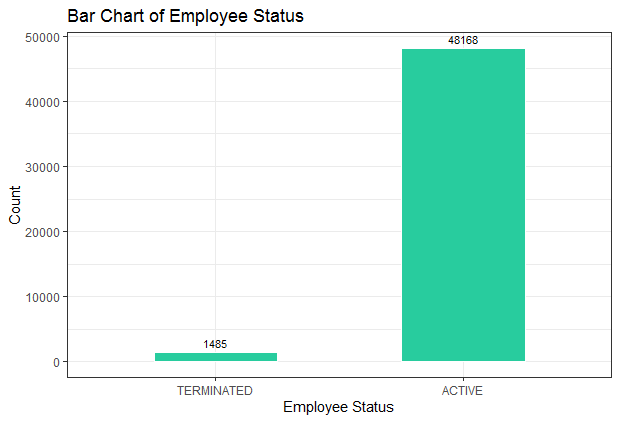 Bar Chart of Employee Status
50000
40000
30000
20000
10000
0
Count
1485
48168
TERMINATED
ACTIVE
Employee Status